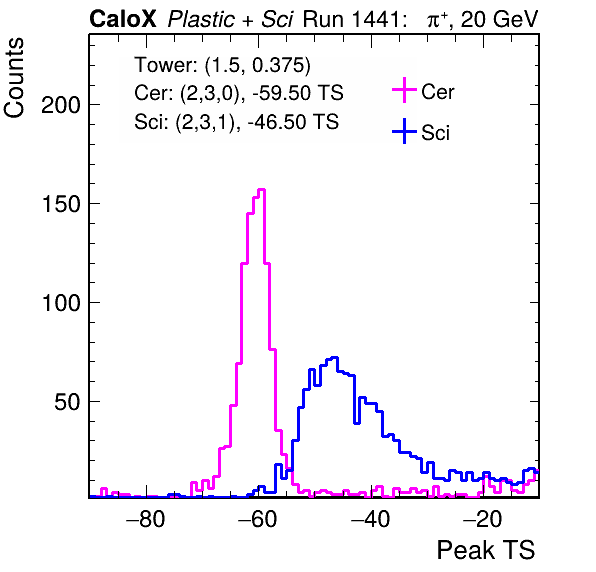 CaloX Plastic + Sci Run 1441: π⁺, 20 GeV
Counts
Tower: (1.5, 0.375)
Cer: (2,3,0), -59.50 TS
Sci: (2,3,1), -46.50 TS
Cer
Sci
200
150
100
50
−80 −60 −40 −20
Peak TS